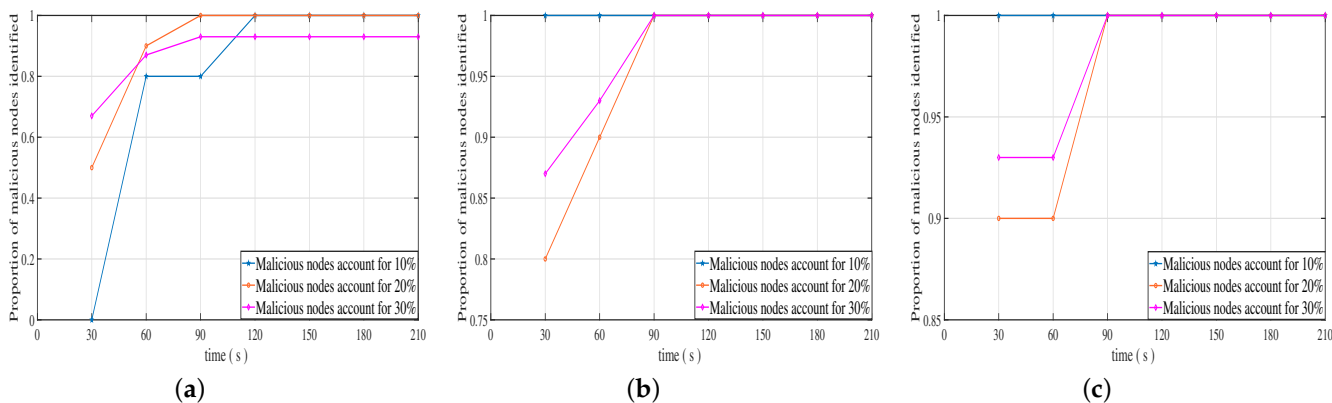 Proportion of malicious nodes identified
1
0.8
0.6
0.4
0.2
0
Malicious nodes account for 10%
Malicious nodes account for 20%
Malicious nodes account for 30%
0 30 60 90 120 150 180 210
time ( s )
(a)
Proportion of malicious nodes identified
1
0.95
0.9
0.85
0.8
0.75
Malicious nodes account for 10%
Malicious nodes account for 20%
Malicious nodes account for 30%
0 30 60 90 120 150 180 210
time ( s )
(b)
Proportion of malicious nodes identified
1
0.95
0.9
0.85
Malicious nodes account for 10%
Malicious nodes account for 20%
Malicious nodes account for 30%
0 30 60 90 120 150 180 210
time ( s )
(c)